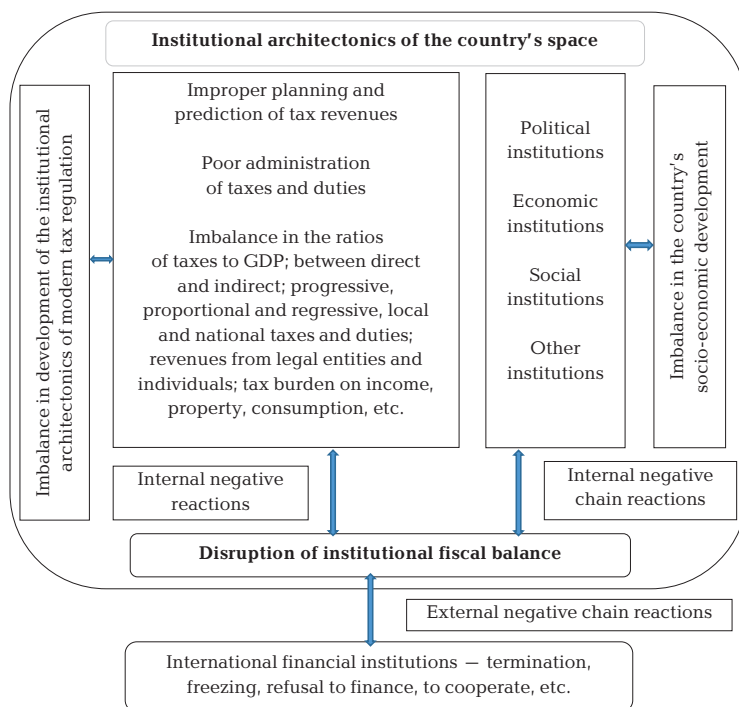 Institutional architectonics of the country’s space
Imbalance in development of the institutional
architectonics of modern tax regulation
Improper planning and
prediction of tax revenues
Poor administration
of taxes and duties
Imbalance in the ratios
of taxes to GDP; between direct
and indirect; progressive,
proportional and regressive, local
and national taxes and duties;
revenues from legal entities and
individuals; tax burden on income,
property, consumption, etc.
Political
institutions
Economic
institutions
Social
institutions
Other
institutions
Imbalance in the country’s
socio-economic development
Internal negative
reactions
Internal negative
chain reactions
Disruption of institutional fiscal balance
External negative chain reactions
International financial institutions — termination,
freezing, refusal to finance, to cooperate, etc.